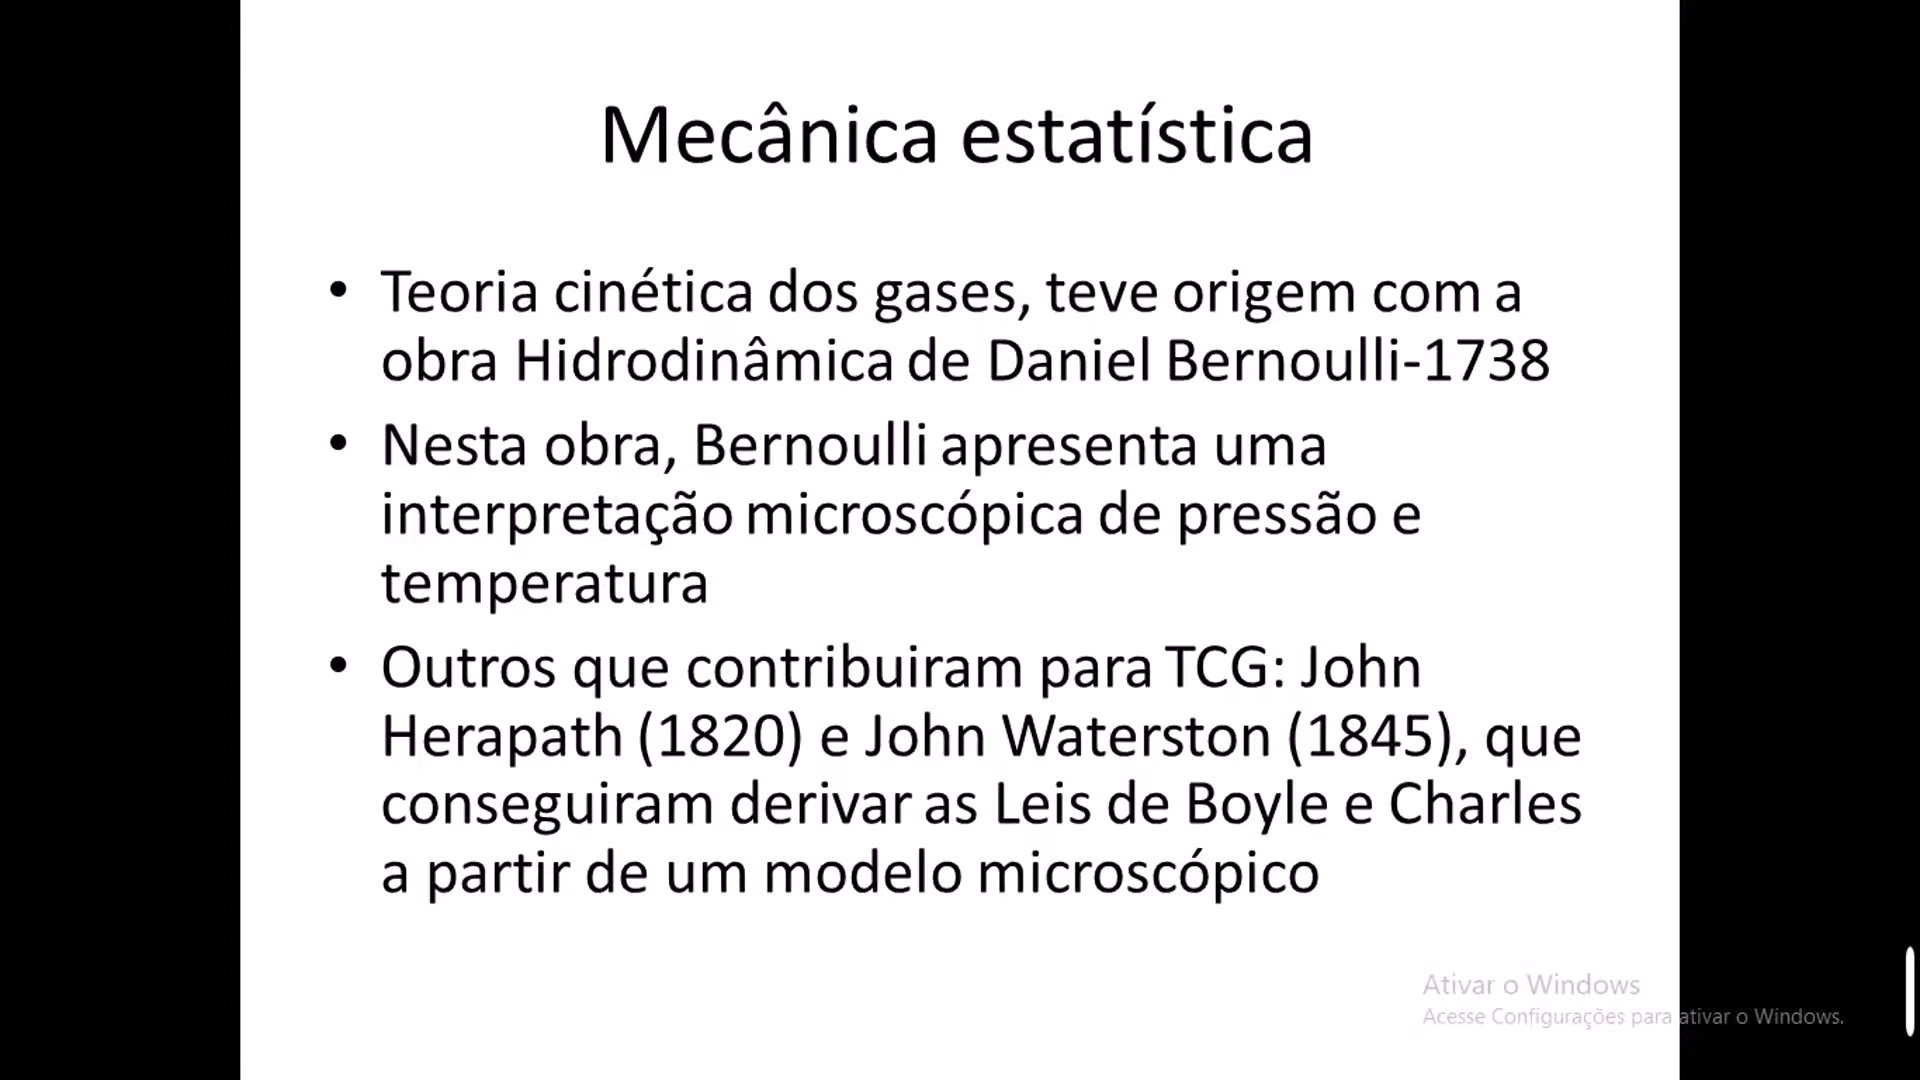 Mecânica estatística
• Teoria cinética dos gases, teve origem com a
obra Hidrodinâmica de Daniel Bernoulli-1738
• Nesta obra, Bernoulli apresenta uma
interpretação microscópica de pressão e
temperatura
• Outros que contribuiram para TCG: John
Herapath (1820) e John Waterston (1845), que
conseguiram derivar as Leis de Boyle e Charles
a partir de um modelo microscópico
Ativar o Windows
Acesse Configurações para ativar o Windows.